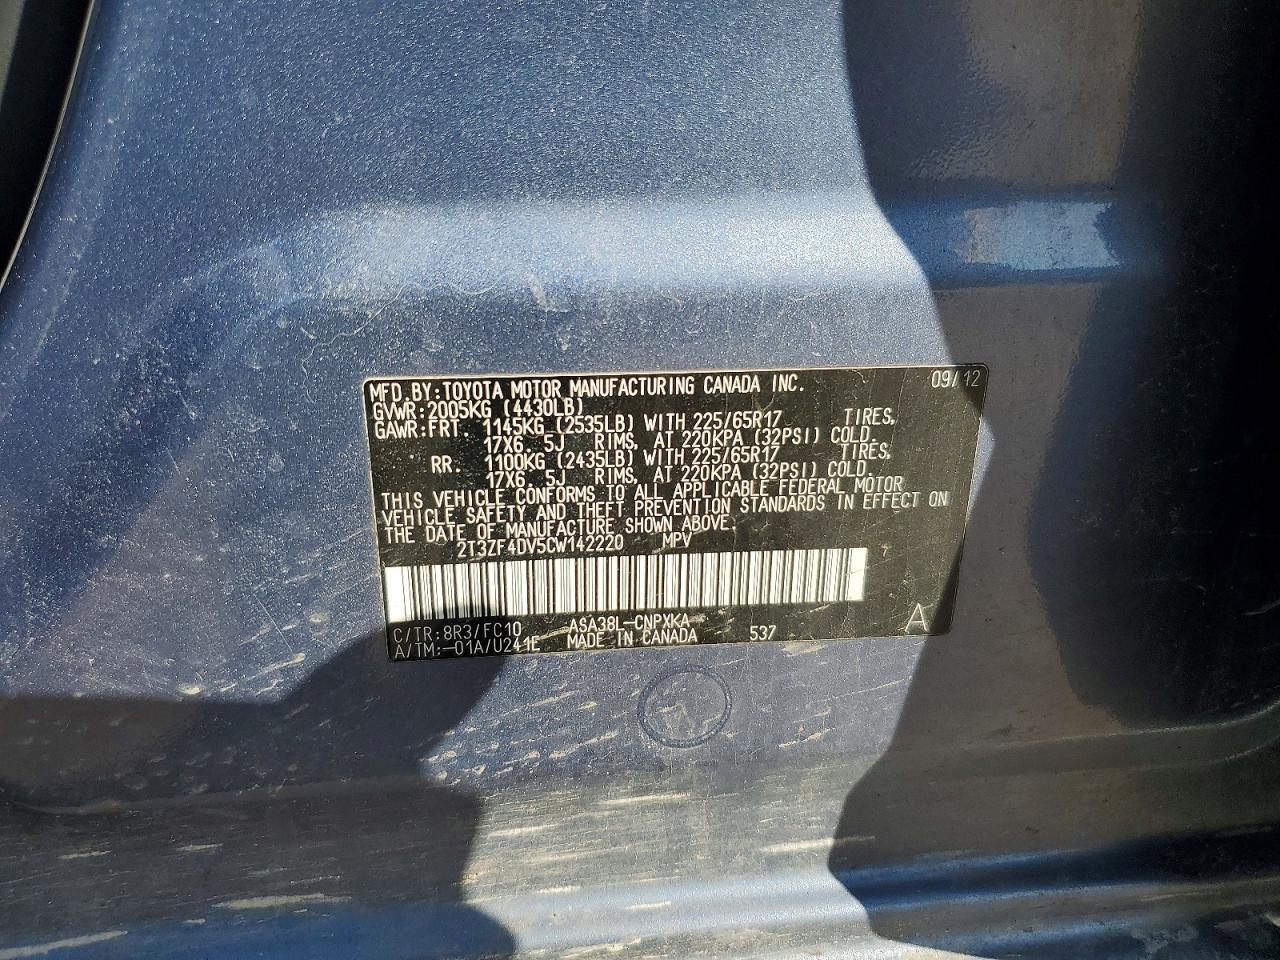 MFD.BY:TOYOTA MOTOR MANUFACTURING CANADA INC. 09/12
GVWR:2005KG (4430LB)
GAWR:FRT. 1145KG (2535LB) WITH 225/65R17 TIRES,
17X6.5J RIMS, AT 220KPA (32PSI) COLD.
RR. 1100KG (2435LB) WITH 225/65R17 TIRES,
17X6.5J RIMS, AT 220KPA (32PSI) COLD.
THIS VEHICLE CONFORMS TO ALL APPLICABLE FEDERAL MOTOR
VEHICLE SAFETY AND THEFT PREVENTION STANDARDS IN EFFECT ON
THE DATE OF MANUFACTURE SHOWN ABOVE.
2T3ZF4DV5CW142220 MPV
C/TR:8R3/FC10 ASA38L-CNPXKA
A/TM:-01A/U241E MADE IN CANADA 537 A